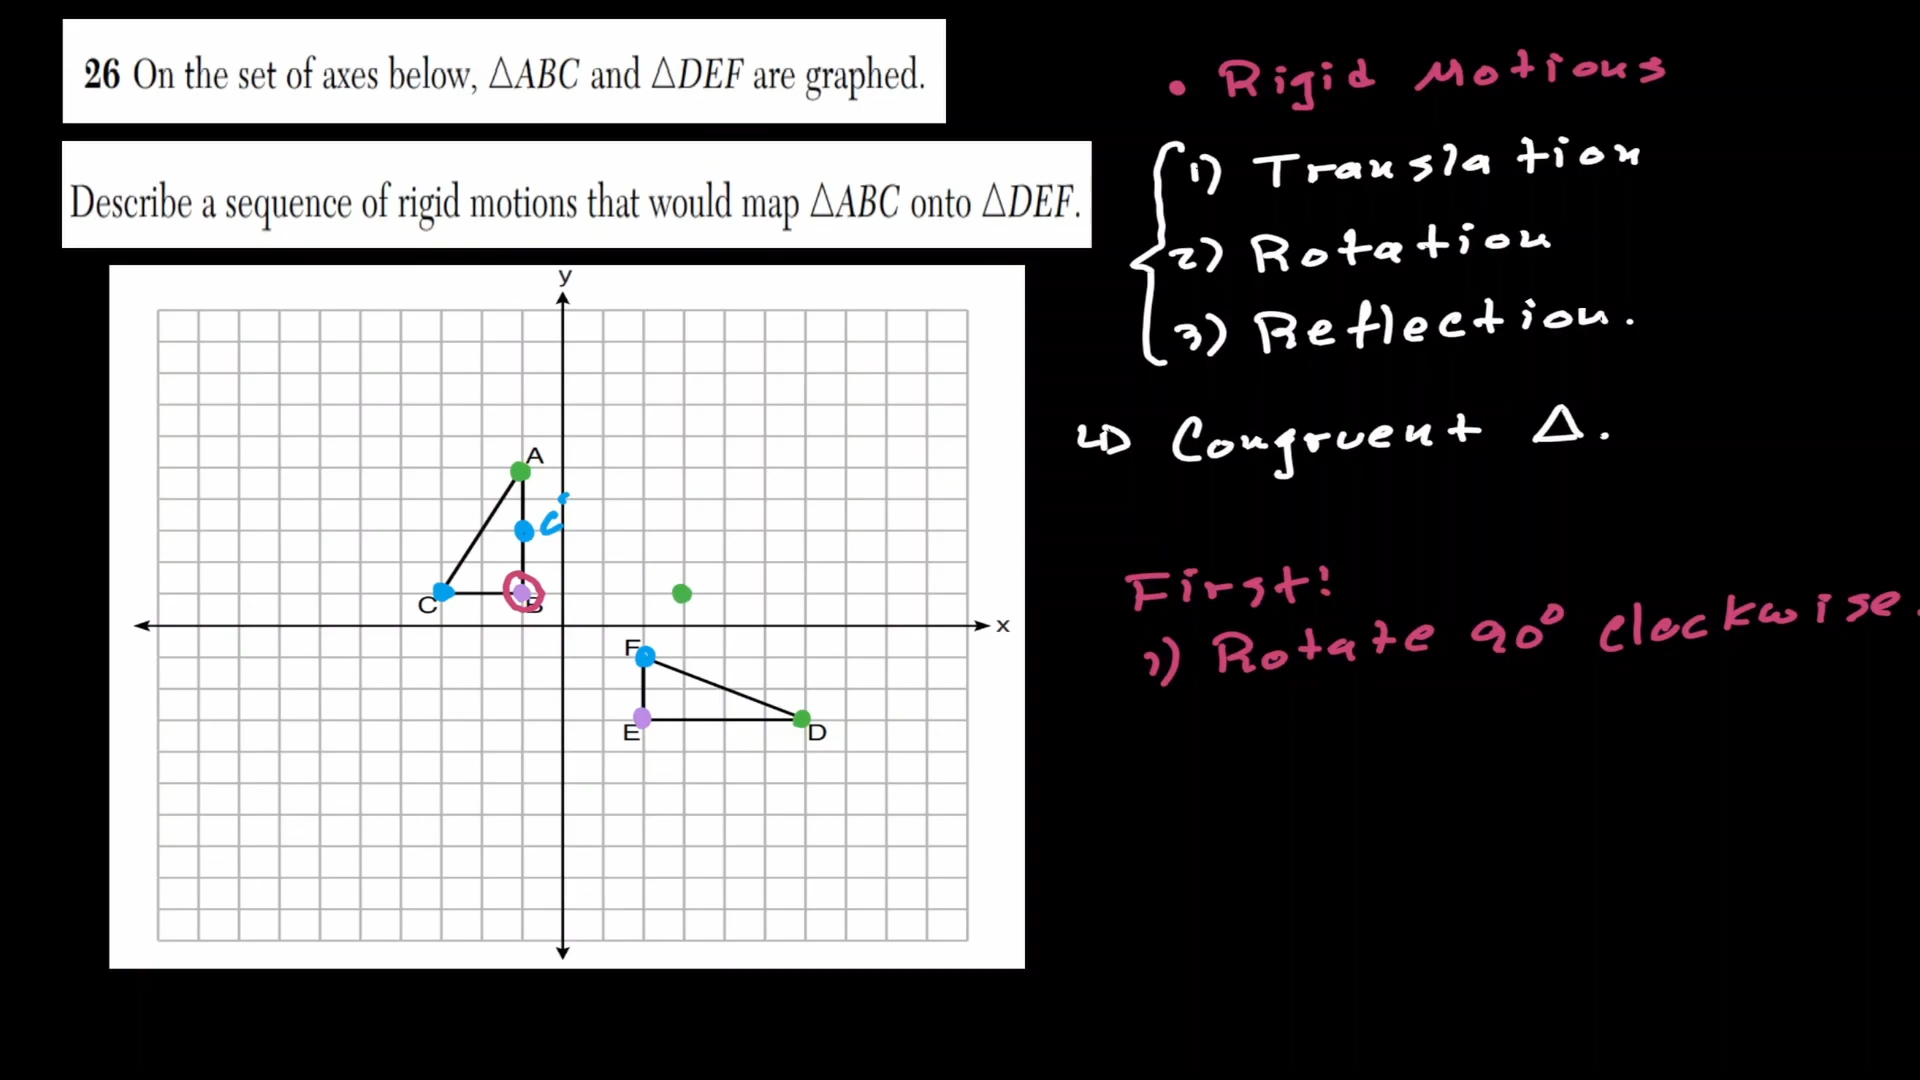 26 On the set of axes below, △ABC and △DEF are graphed.
Describe a sequence of rigid motions that would map △ABC onto △DEF.
y
A
C'
C
B
x
F
E
D
• Rigid Motions
1) Translation
2) Rotation
3) Reflection.
Congruent △.
First:
1) Rotate 90° clockwise.